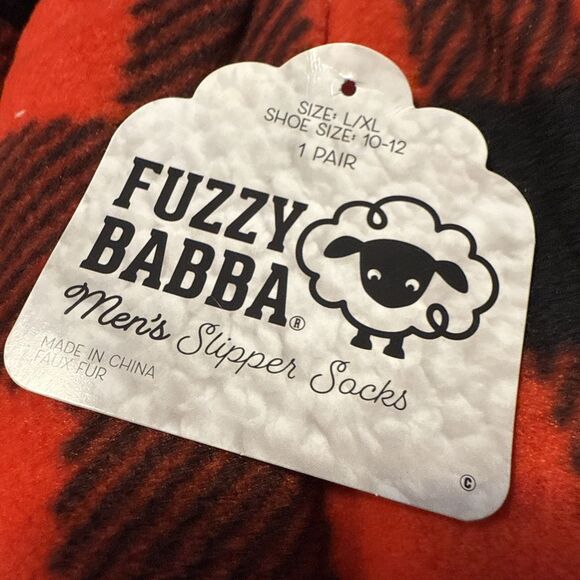 SIZE: L/XL
SHOE SIZE: 10-12
1 PAIR
FUZZY
BABBA®
Men's Slipper Socks
MADE IN CHINA
FAUX FUR
©